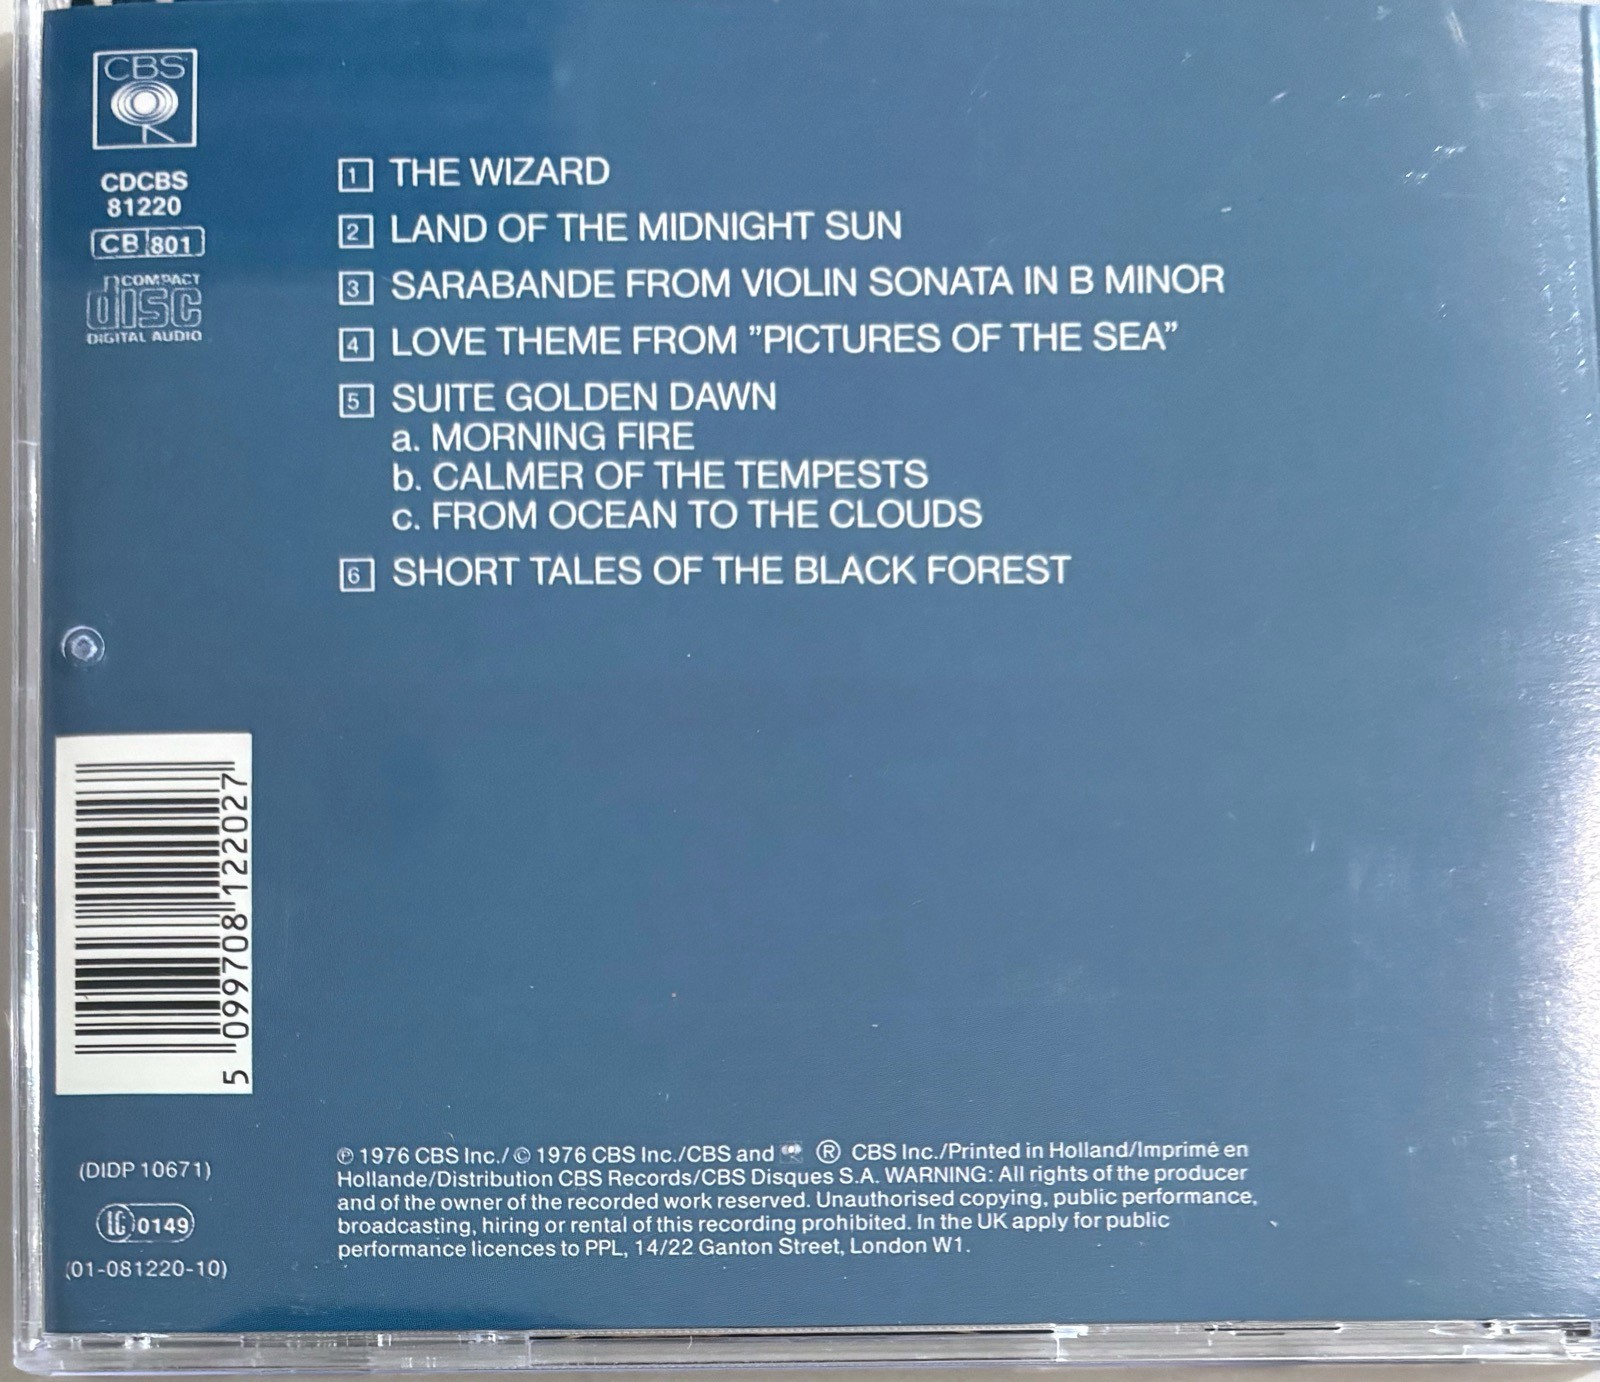 CBS
CDCBS
81220
CB 801
COMPACT
disc
DIGITAL AUDIO
1 THE WIZARD
2 LAND OF THE MIDNIGHT SUN
3 SARABANDE FROM VIOLIN SONATA IN B MINOR
4 LOVE THEME FROM ”PICTURES OF THE SEA”
5 SUITE GOLDEN DAWN
a. MORNING FIRE
b. CALMER OF THE TEMPESTS
c. FROM OCEAN TO THE CLOUDS
6 SHORT TALES OF THE BLACK FOREST
5 099708 122027
(DIDP 10671)
LC 0149
(01-081220-10)
℗ 1976 CBS Inc./ © 1976 CBS Inc./CBS and ® CBS Inc./Printed in Holland/Imprimé en
Hollande/Distribution CBS Records/CBS Disques S.A. WARNING: All rights of the producer
and of the owner of the recorded work reserved. Unauthorised copying, public performance,
broadcasting, hiring or rental of this recording prohibited. In the UK apply for public
performance licences to PPL, 14/22 Ganton Street, London W1.